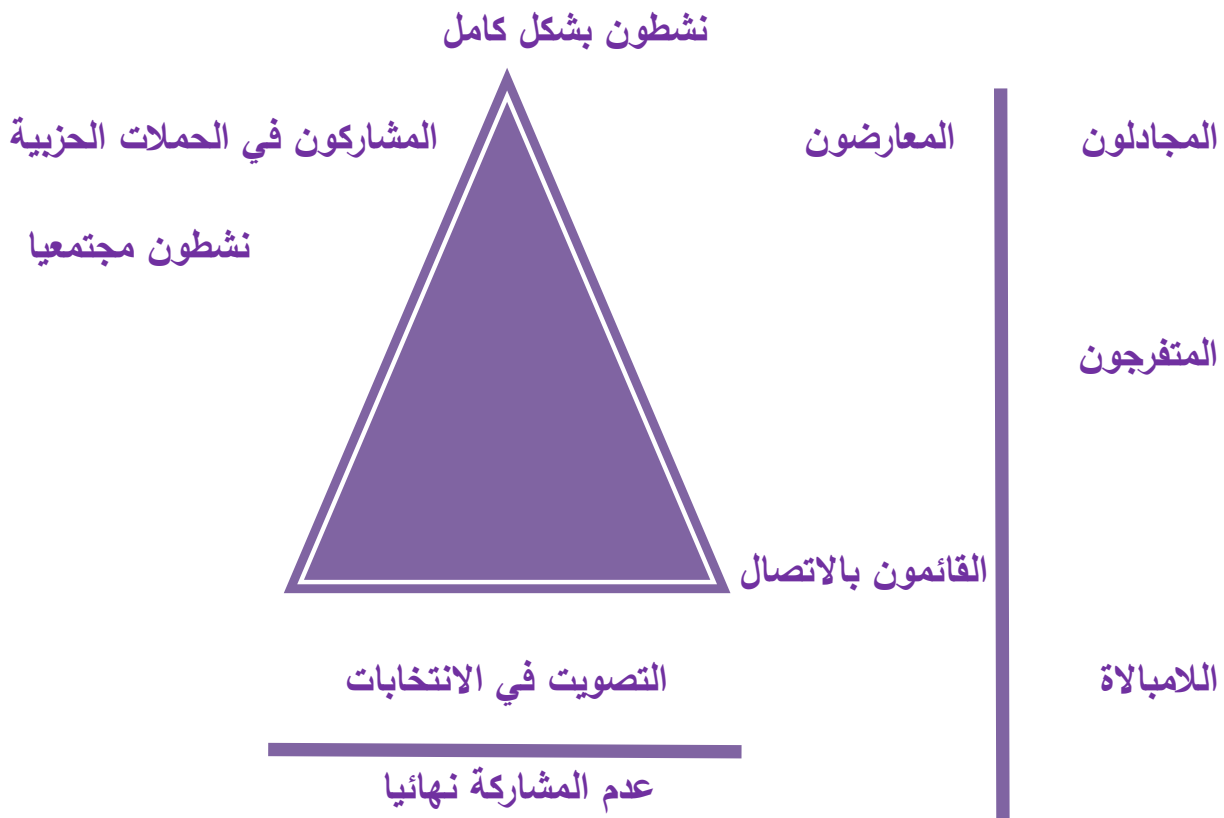 نشطون بشكل كامل
المجادلون
المعارضون
المشاركون في الحملات الحزبية
نشطون مجتمعيا
المتفرجون
القائمون بالاتصال
اللامبالاة
التصويت في الانتخابات
عدم المشاركة نهائيا